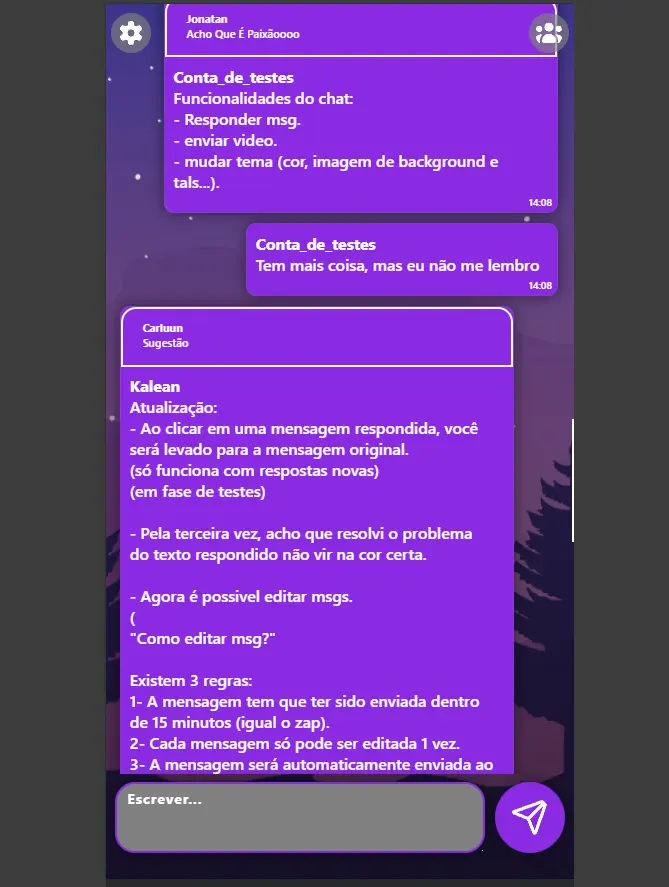 Jonatan
Acho Que É Paixãoooo
Conta_de_testes
Funcionalidades do chat:
- Responder msg.
- enviar video.
- mudar tema (cor, imagem de background e
tals...).
14:08
Conta_de_testes
Tem mais coisa, mas eu não me lembro
14:08
Carluun
Sugestão
Kalean
Atualização:
- Ao clicar em uma mensagem respondida, você
será levado para a mensagem original.
(só funciona com respostas novas)
(em fase de testes)
- Pela terceira vez, acho que resolvi o problema
do texto respondido não vir na cor certa.
- Agora é possivel editar msgs.
(
"Como editar msg?"
Existem 3 regras:
1- A mensagem tem que ter sido enviada dentro
de 15 minutos (igual o zap).
2- Cada mensagem só pode ser editada 1 vez.
3- A mensagem será automaticamente enviada ao
Escrever...